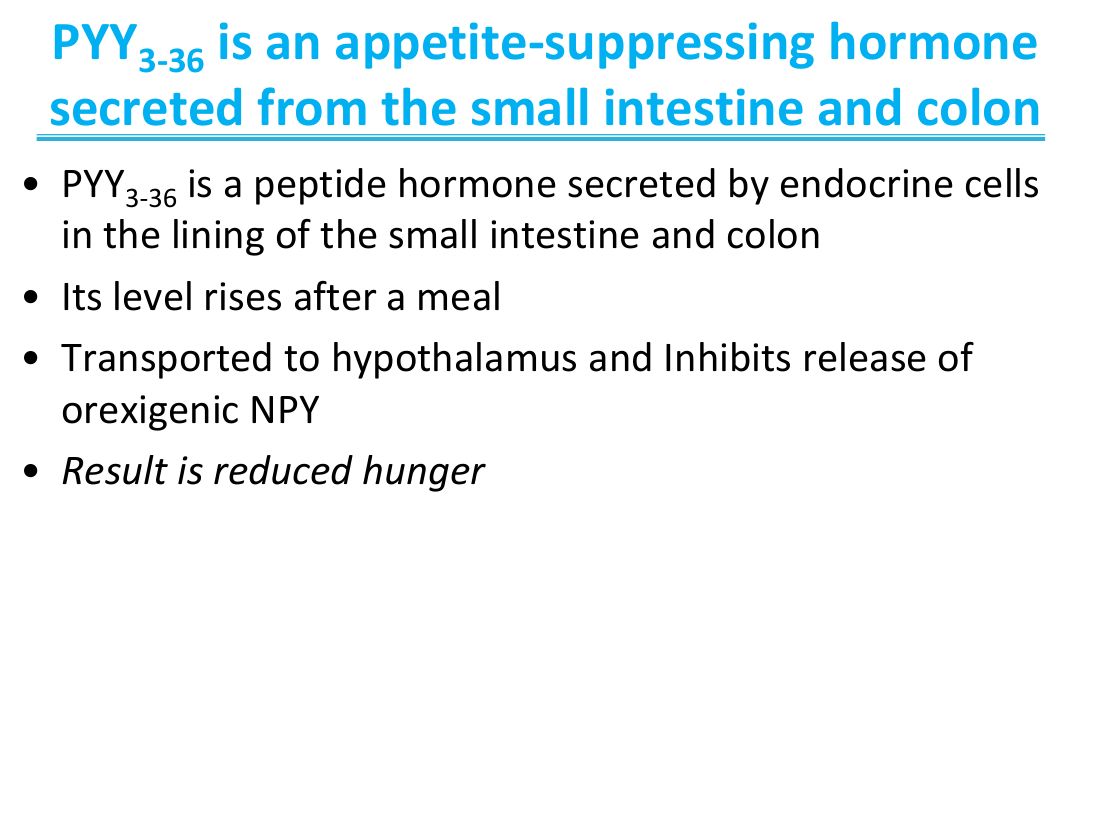 PYY3-36 is an appetite-suppressing hormone
secreted from the small intestine and colon
• PYY3-36 is a peptide hormone secreted by endocrine cells
in the lining of the small intestine and colon
• Its level rises after a meal
• Transported to hypothalamus and Inhibits release of
orexigenic NPY
• Result is reduced hunger